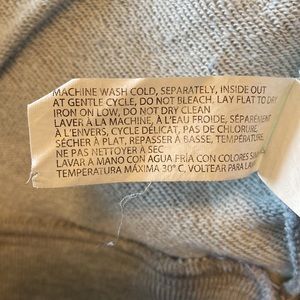 MACHINE WASH COLD, SEPARATELY, INSIDE OUT
AT GENTLE CYCLE, DO NOT BLEACH. LAY FLAT TO DRY
IRON ON LOW, DO NOT DRY CLEAN
LAVER À LA MACHINE, À L'EAU FROIDE, SÉPARÉMENT
À L'ENVERS, CYCLE DÉLICAT, PAS DE CHLORURE,
SÉCHER À PLAT, REPASSER À BASSE, TEMPÉRATURE
NE PAS NETTOYER À SEC
LAVAR A MANO CON AGUA FRÍA CON COLORES
TEMPERATURA MÁXIMA 30° C, VOLTEAR PARA